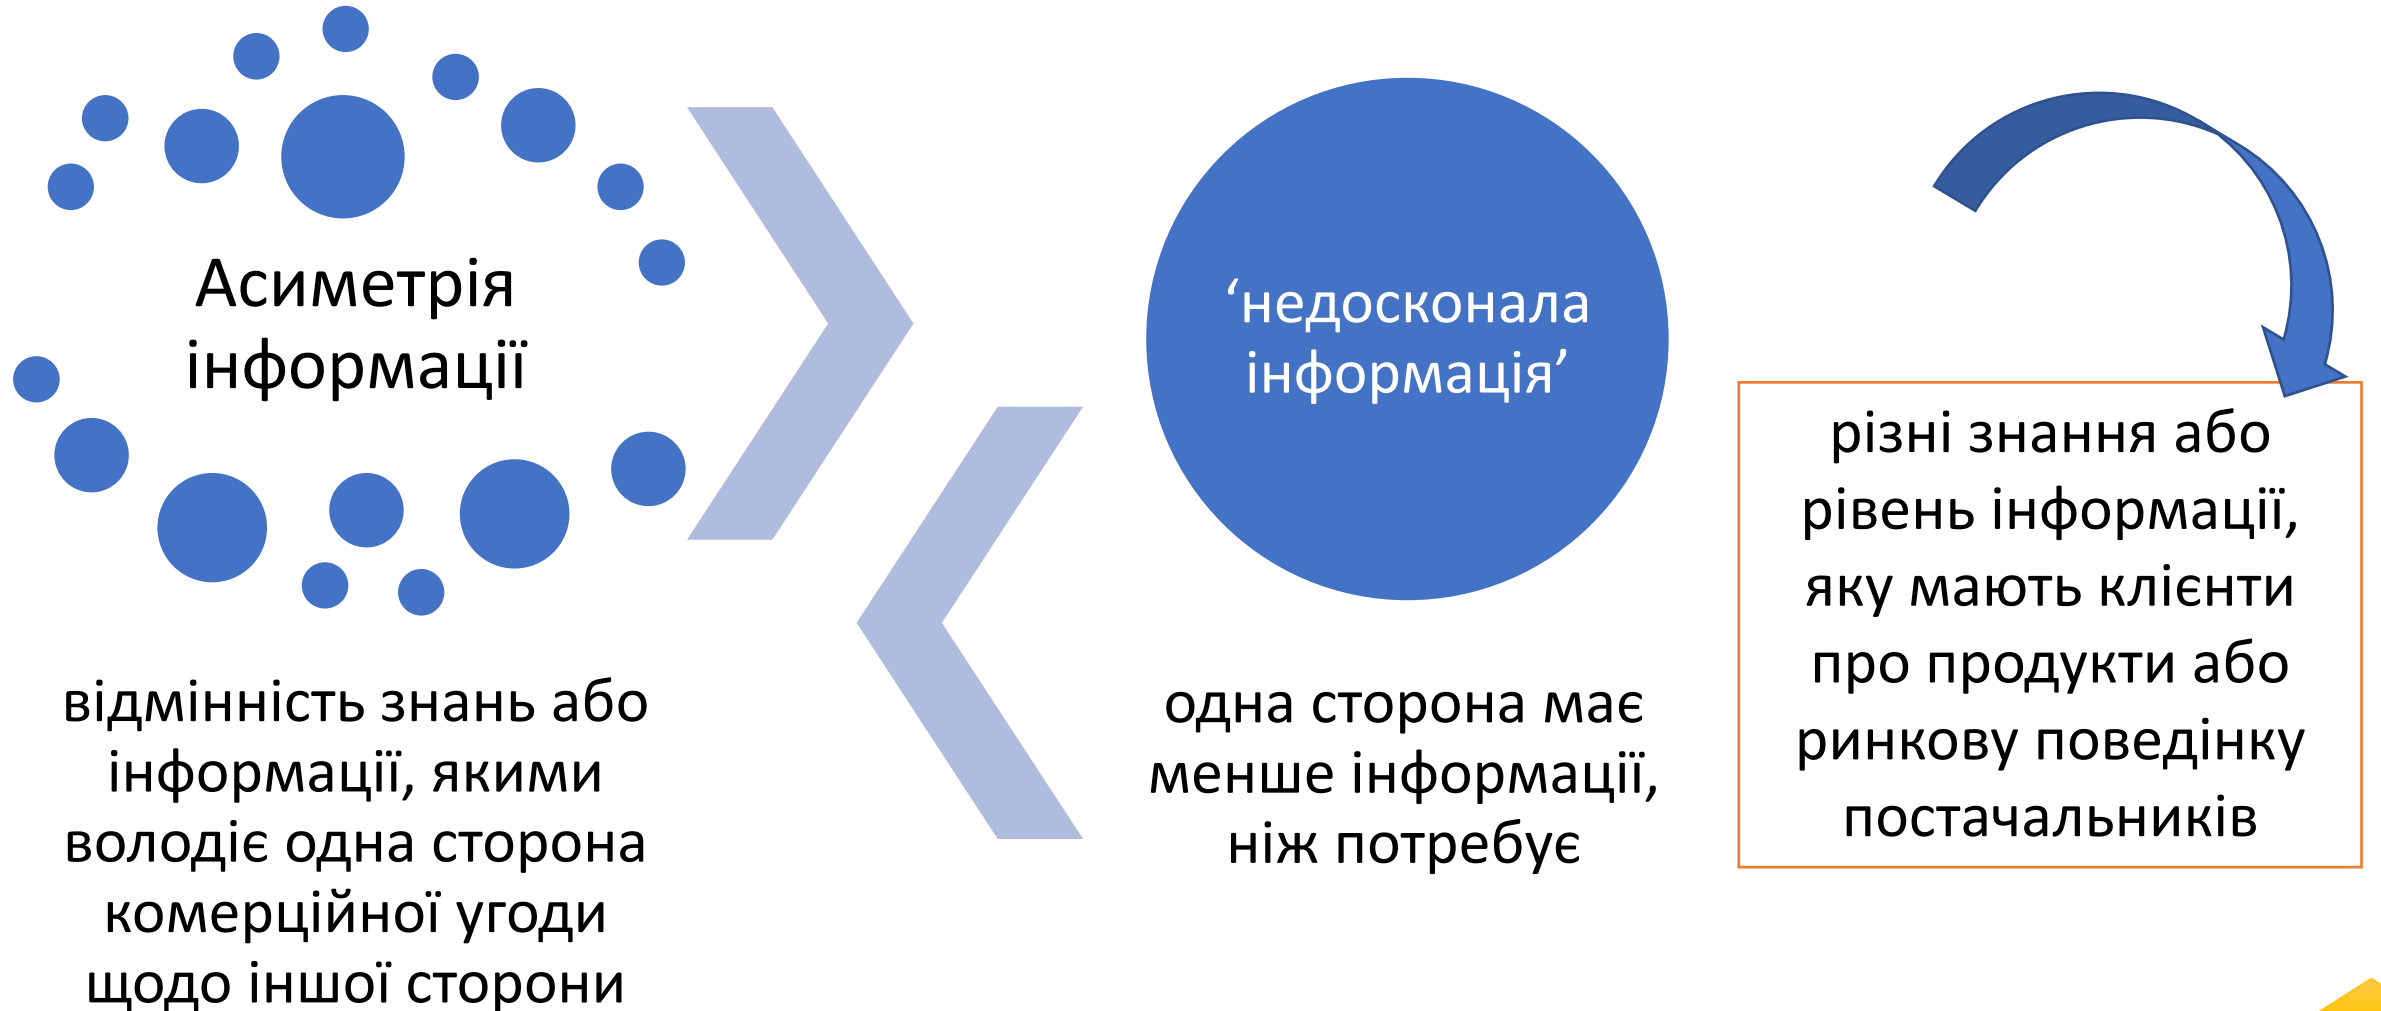 Асиметрія
інформації
відмінність знань або
інформації, якими
володіє одна сторона
комерційної угоди
щодо іншої сторони
‘недосконала
інформація’
одна сторона має
менше інформації,
ніж потребує
різні знання або
рівень інформації,
яку мають клієнти
про продукти або
ринкову поведінку
постачальників